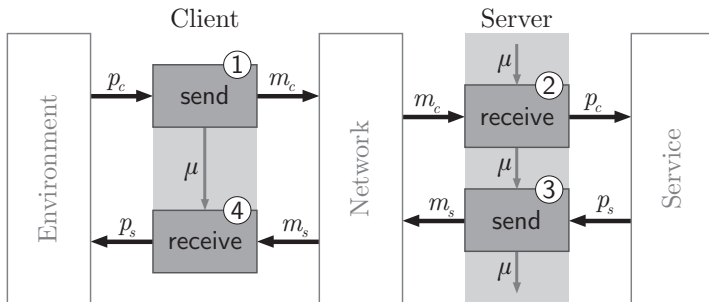 Client
Server
Environment
p_c
1
send
m_c
μ
p_s
4
receive
m_s
Network
m_c
μ
2
receive
p_c
μ
3
send
m_s
p_s
μ
Service